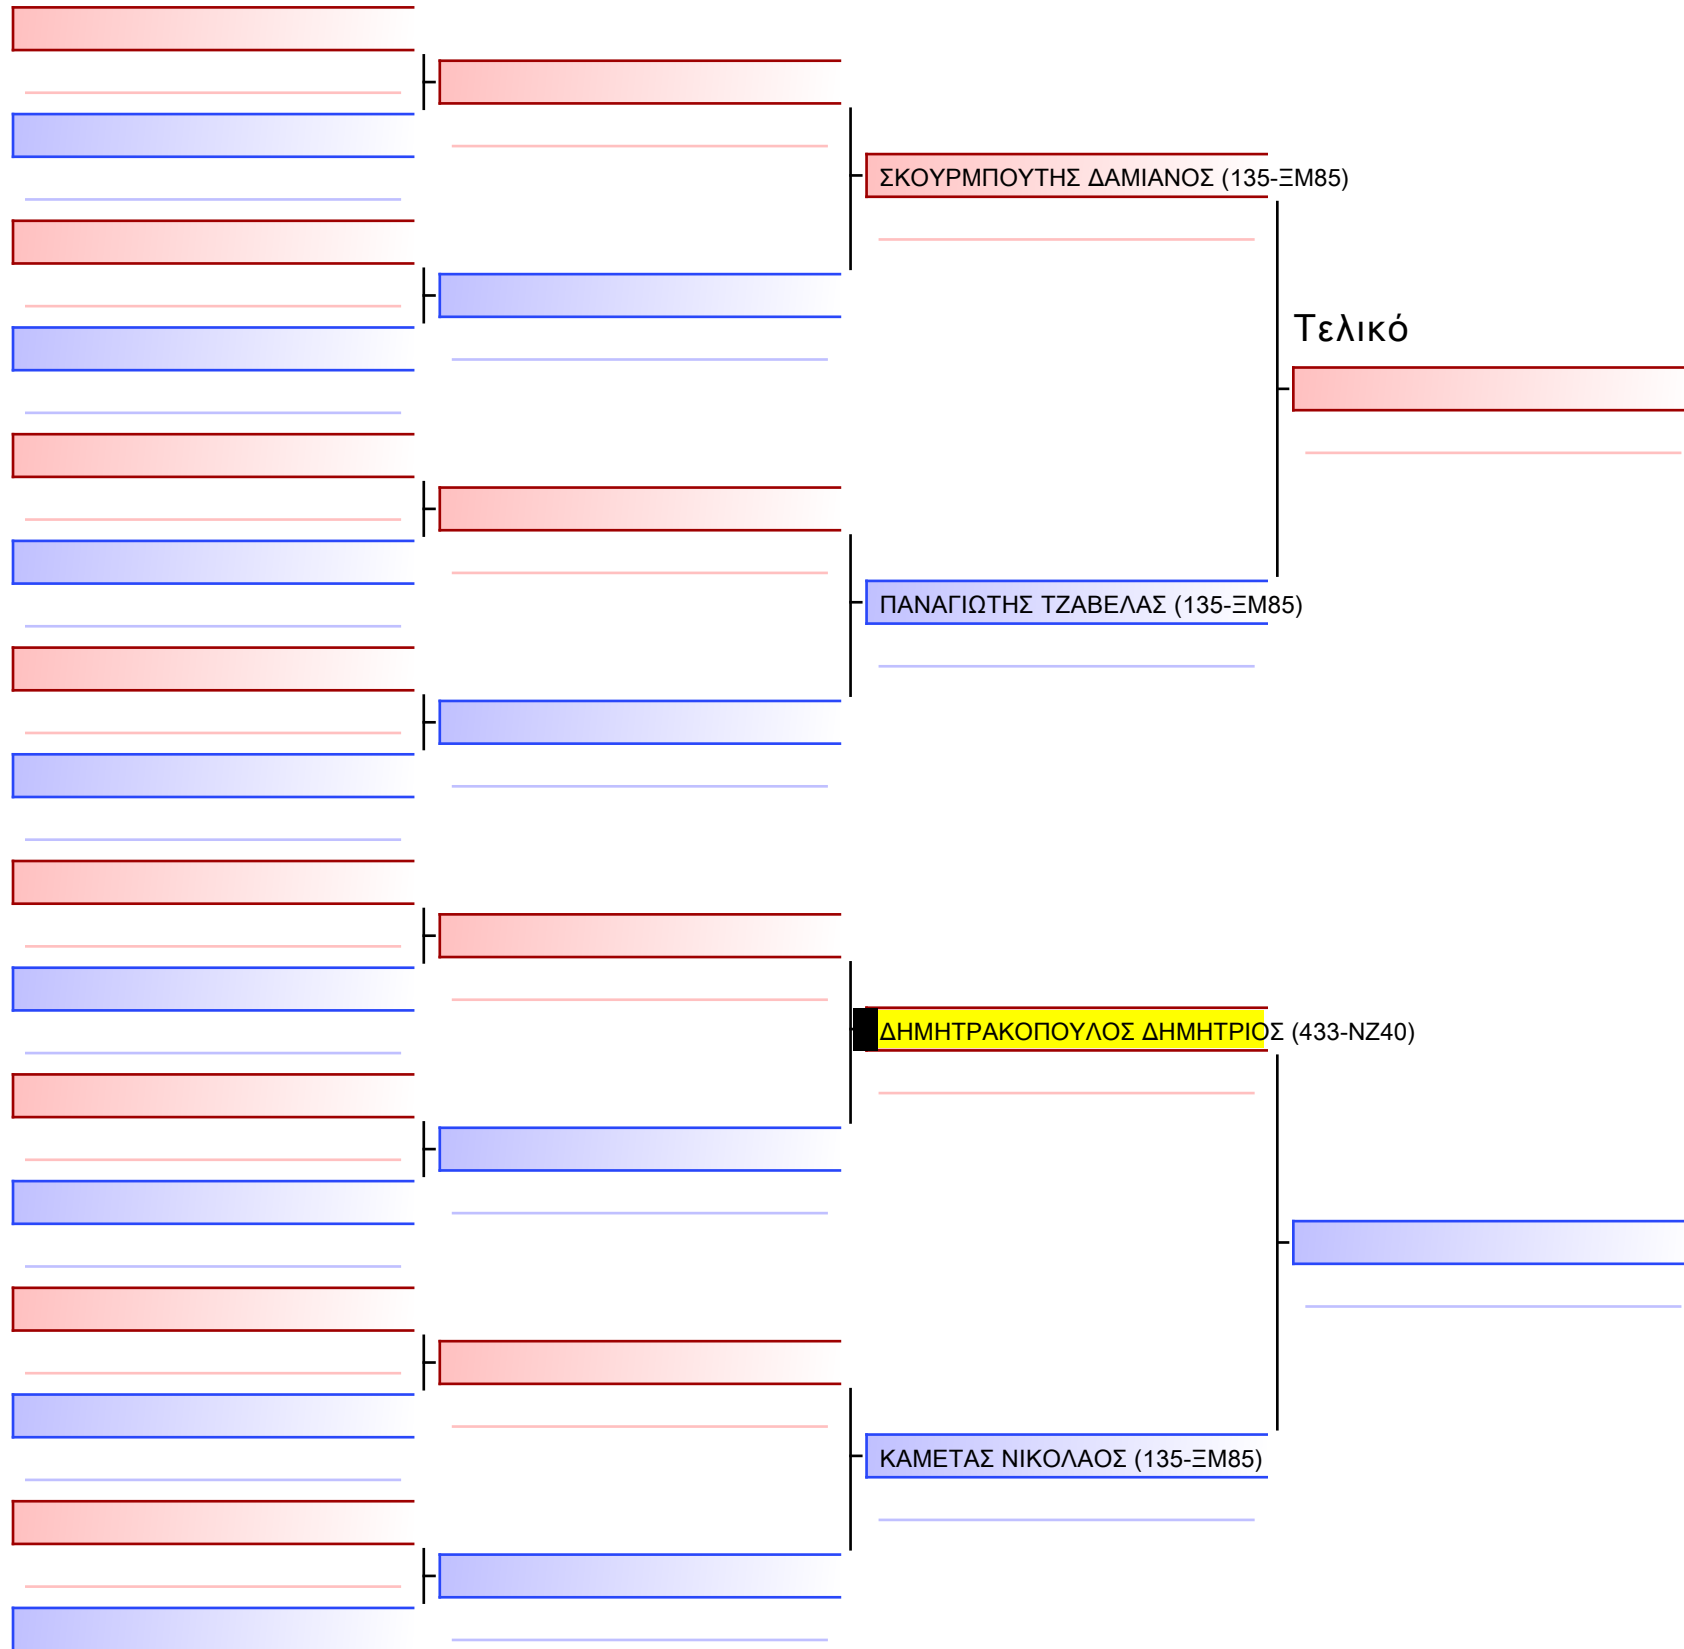 ΣΚΟΥΡΜΠΟΥΤΗΣ ΔΑΜΙΑΝΟΣ (135-ΞΜ85)
Τελικό
ΠΑΝΑΓΙΩΤΗΣ ΤΖΑΒΕΛΑΣ (135-ΞΜ85)
ΔΗΜΗΤΡΑΚΟΠΟΥΛΟΣ ΔΗΜΗΤΡΙΟΣ (433-ΝΖ40)
ΚΑΜΕΤΑΣ ΝΙΚΟΛΑΟΣ (135-ΞΜ85)